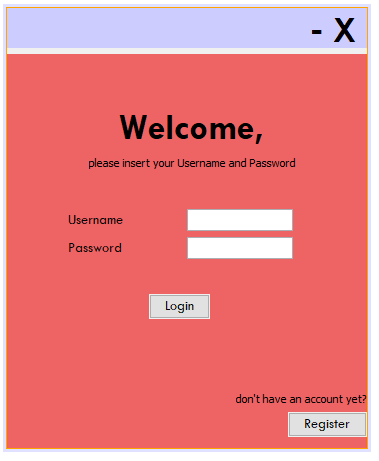 - X
Welcome,
please insert your Username and Password
Username
Password
Login
don't have an account yet?
Register